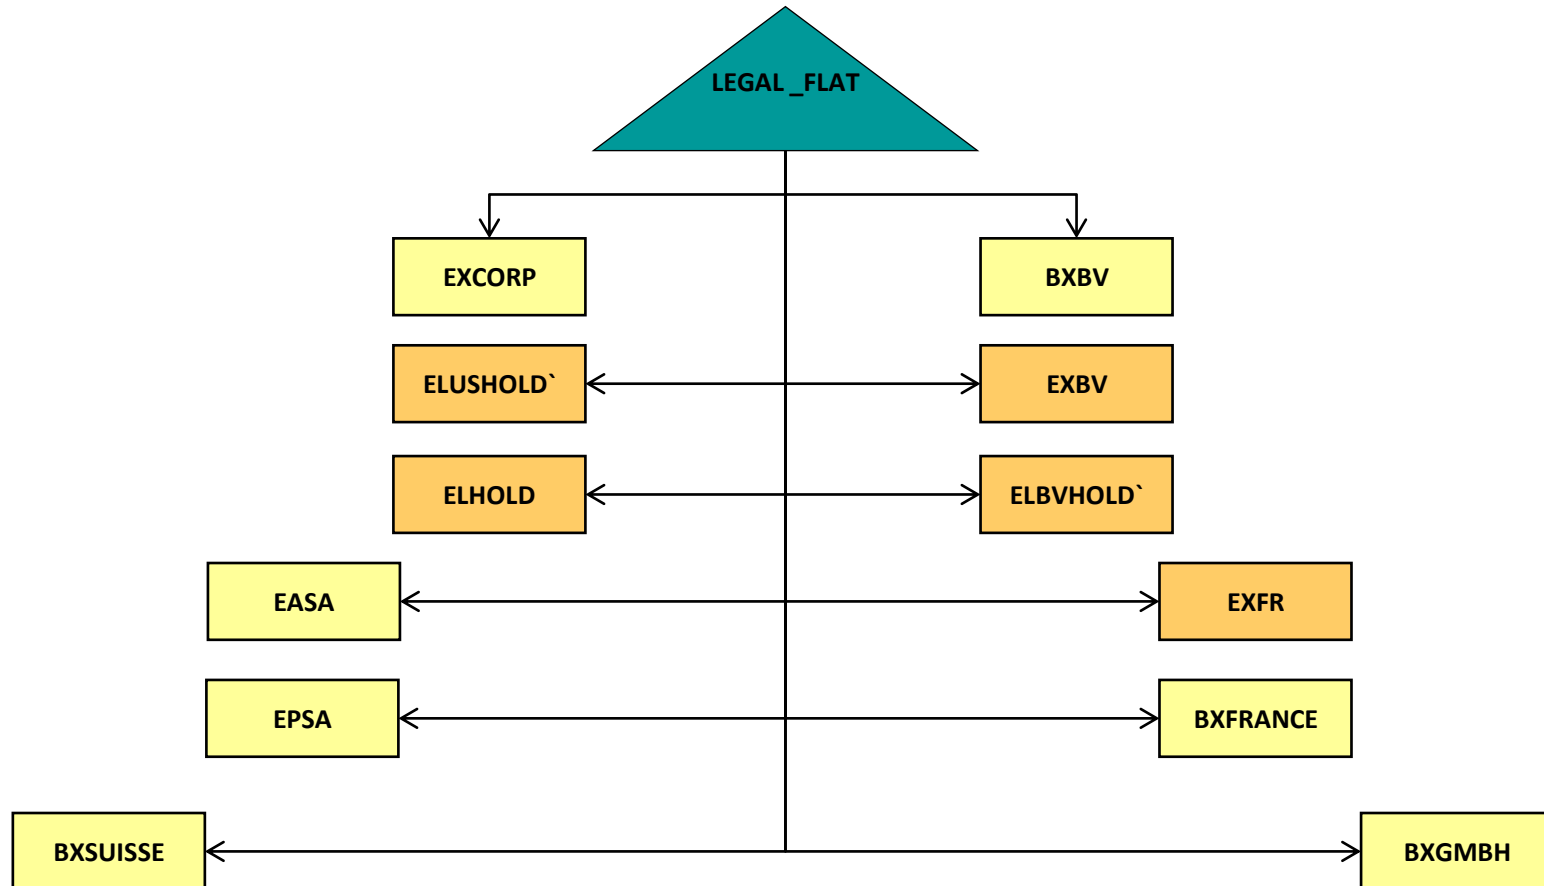 LEGAL _FLAT
EXCORP
BXBV
ELUSHOLD`
EXBV
ELHOLD
ELBVHOLD`
EASA
EXFR
EPSA
BXFRANCE
BXSUISSE
BXGMBH